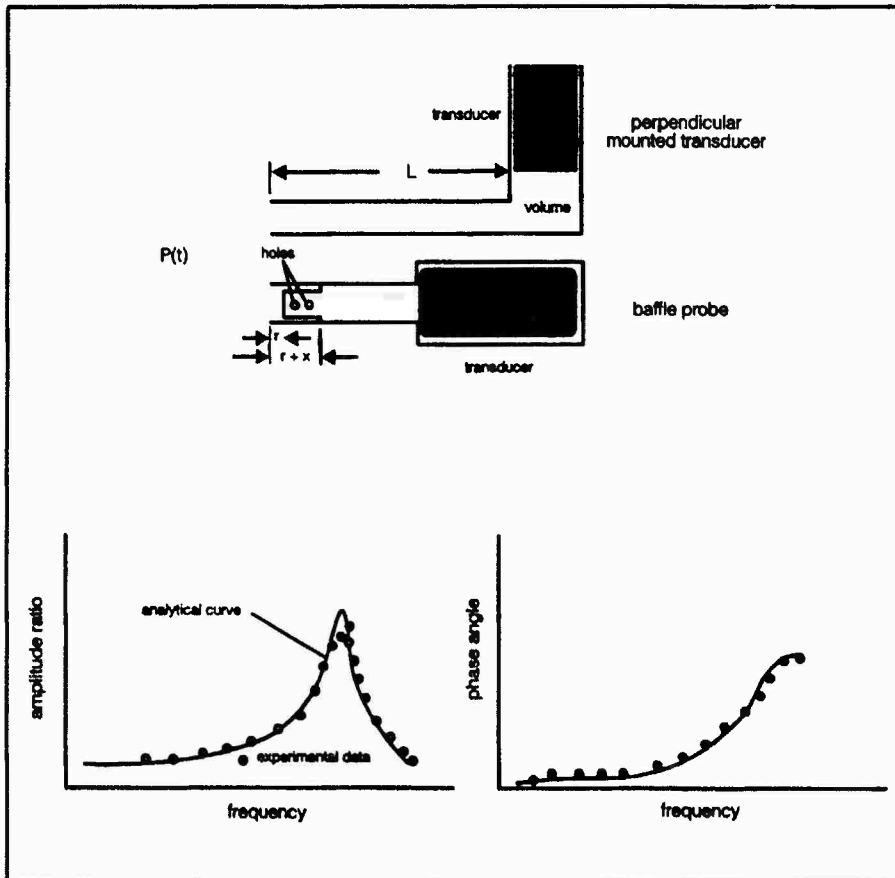 transducer
perpendicular
mounted transducer
L
volume
P(t)
holes
baffle probe
r
r + x
transducer
amplitude ratio
analytical curve
experimental data
frequency
phase angle
frequency